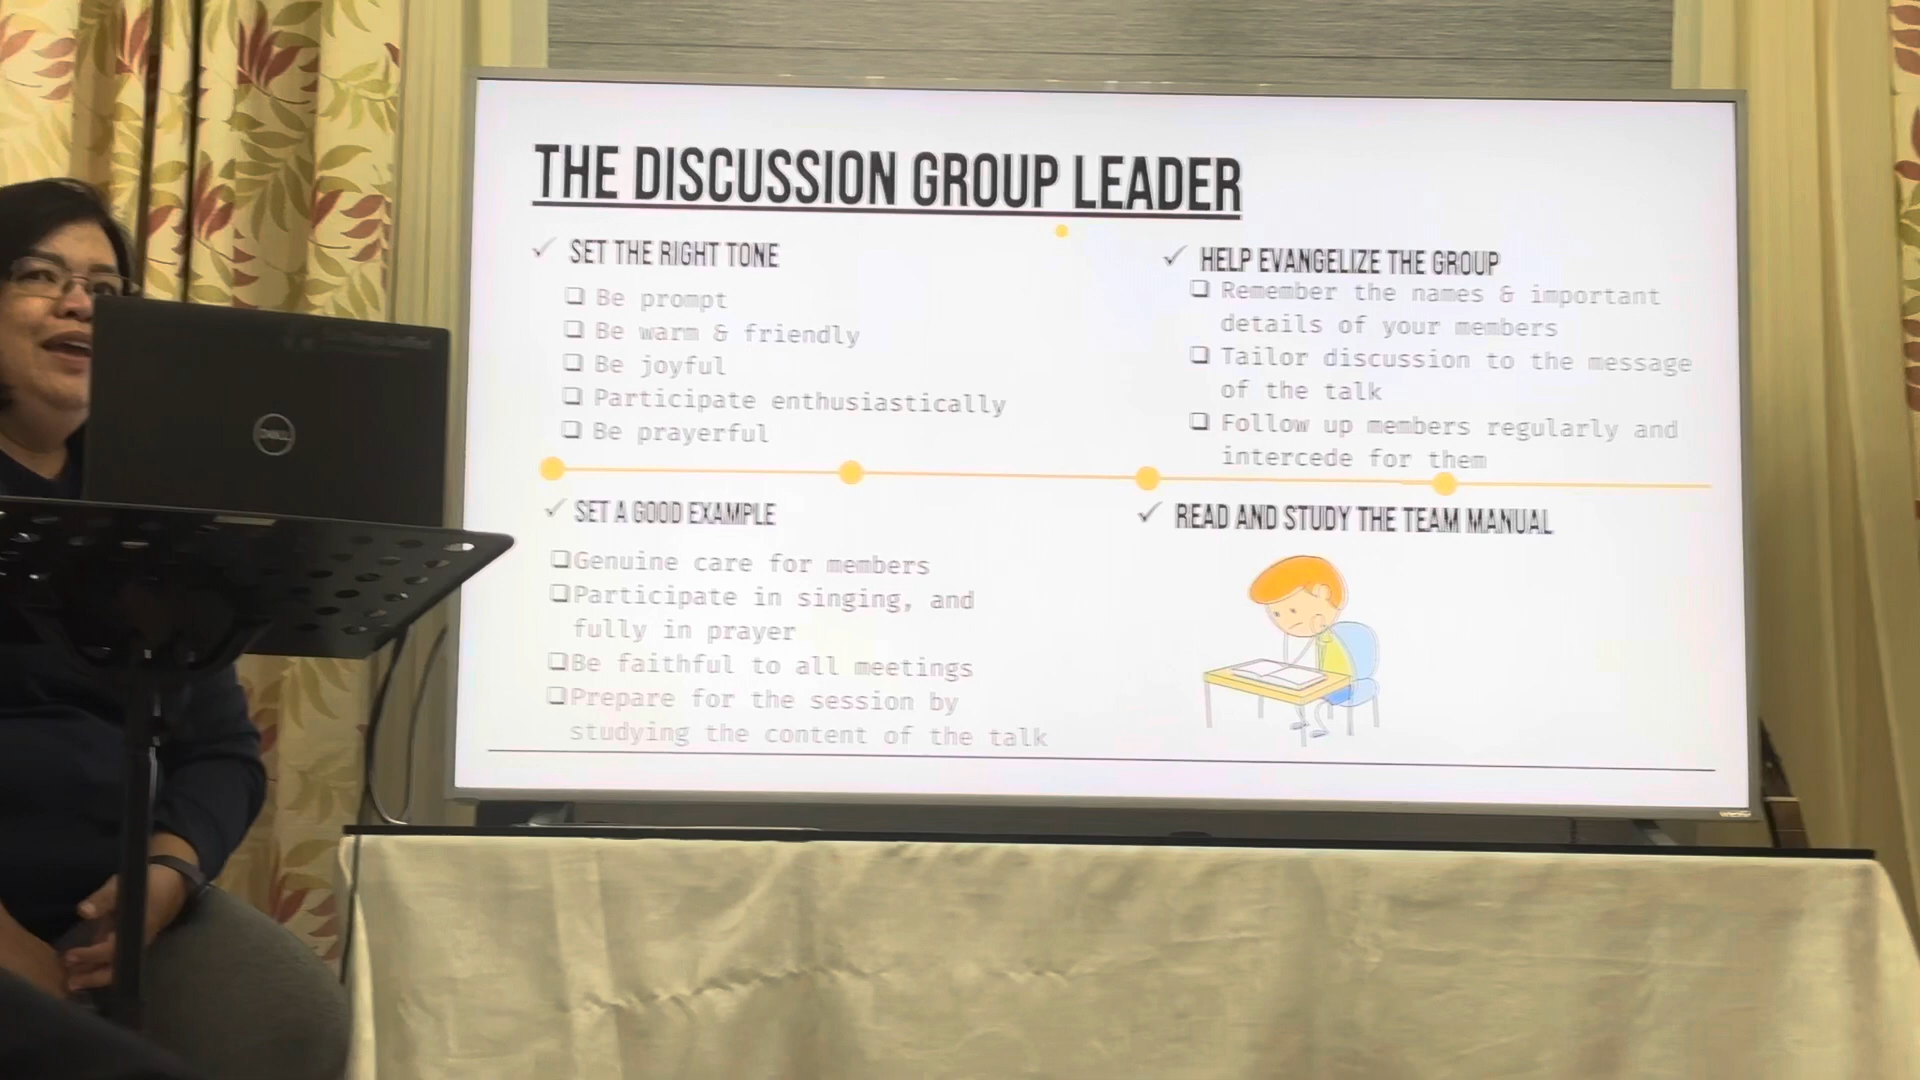 THE DISCUSSION GROUP LEADER
✓ SET THE RIGHT TONE
❑ Be prompt
❑ Be warm & friendly
❑ Be joyful
❑ Participate enthusiastically
❑ Be prayerful
✓ HELP EVANGELIZE THE GROUP
❑ Remember the names & important
details of your members
❑ Tailor discussion to the message
of the talk
❑ Follow up members regularly and
intercede for them
✓ SET A GOOD EXAMPLE
❑Genuine care for members
❑Participate in singing, and
fully in prayer
❑Be faithful to all meetings
❑Prepare for the session by
studying the content of the talk
✓ READ AND STUDY THE TEAM MANUAL
DELL